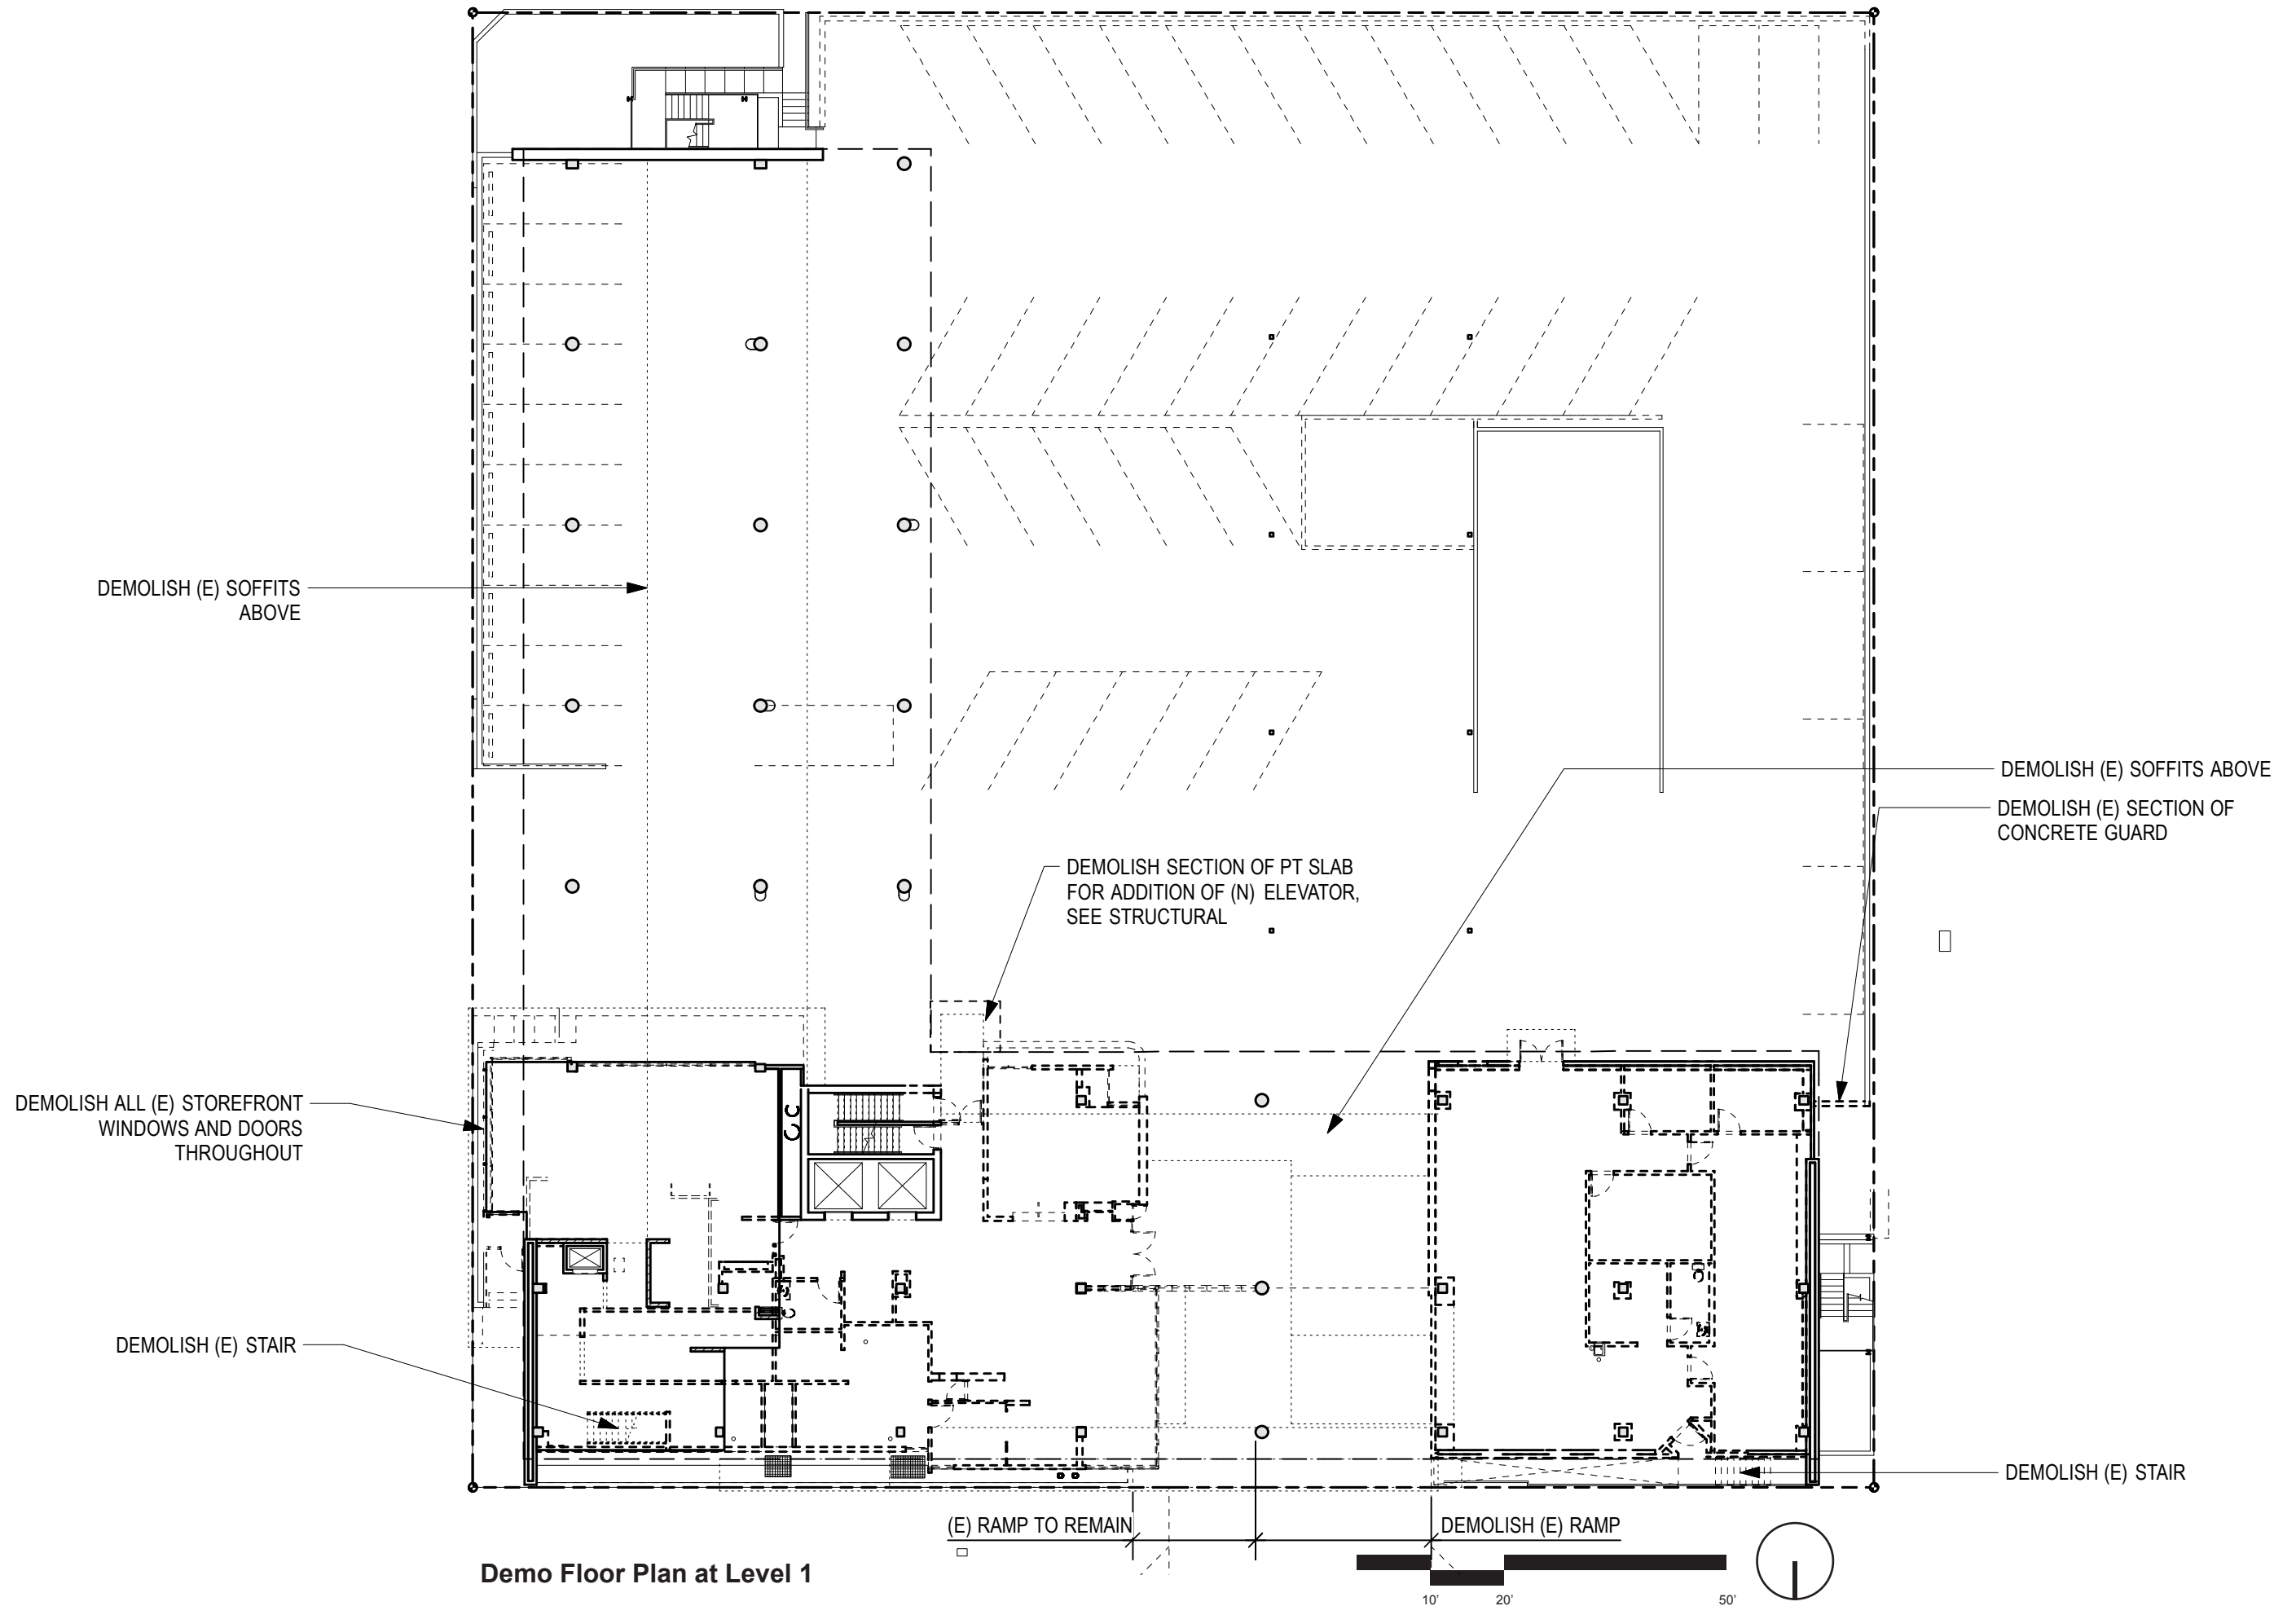 DEMOLISH (E) SOFFITS
ABOVE
DEMOLISH (E) SOFFITS ABOVE
DEMOLISH (E) SECTION OF
CONCRETE GUARD
DEMOLISH SECTION OF PT SLAB
FOR ADDITION OF (N) ELEVATOR,
SEE STRUCTURAL
DEMOLISH ALL (E) STOREFRONT
WINDOWS AND DOORS
THROUGHOUT
DEMOLISH (E) STAIR
DEMOLISH (E) STAIR
(E) RAMP TO REMAIN
DEMOLISH (E) RAMP
Demo Floor Plan at Level 1
10'
20'
50'